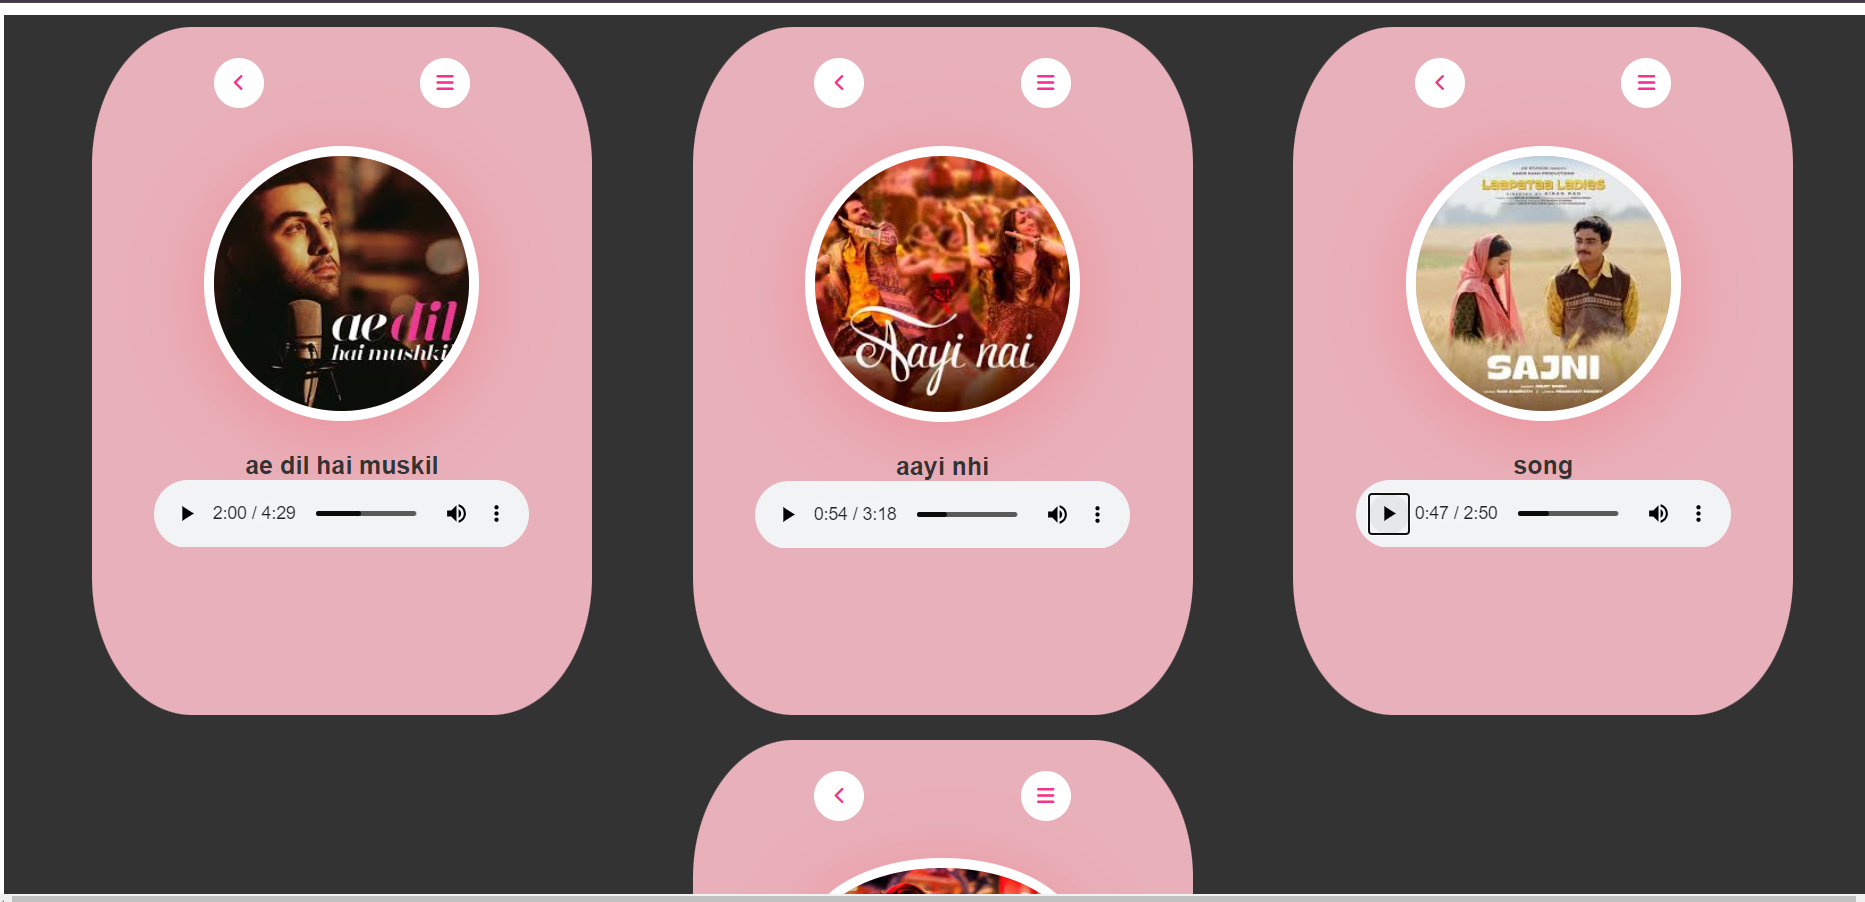 ae dil
hai mushkil
ae dil hai muskil
2:00 / 4:29
Aayi nai
aayi nhi
0:54 / 3:18
Laapataa Ladies
SAJNI
song
0:47 / 2:50